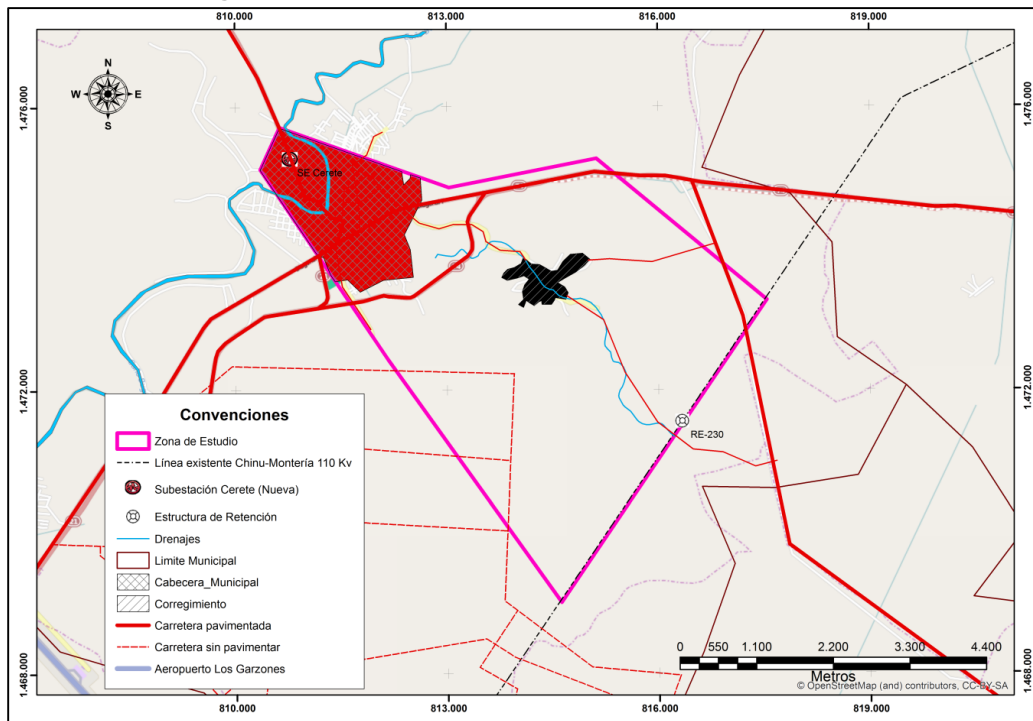 810.000 813.000 816.000 819.000
N
W E
S
1.476.000 1.476.000
SE Cerete
1.472.000 1.472.000
RE-230
Convenciones
Zona de Estudio
Línea existente Chinu-Montería 110 Kv
Subestación Cerete (Nueva)
Estructura de Retención
Drenajes
Limite Municipal
Cabecera_Municipal
Corregimiento
Carretera pavimentada
Carretera sin pavimentar
Aeropuerto Los Garzones
0 550 1.100 2.200 3.300 4.400
Metros
© OpenStreetMap (and) contributors, CC-BY-SA
1.468.000 1.468.000
810.000 813.000 816.000 819.000